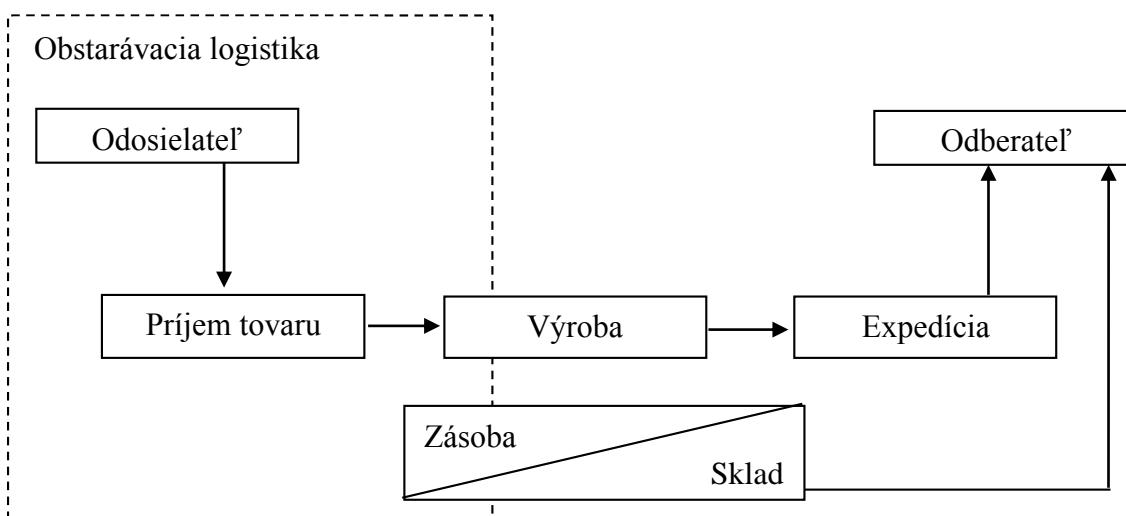 Obstarávacia logistika
Odosielateľ
Odberateľ
Príjem tovaru
Výroba
Expedícia
Zásoba
Sklad